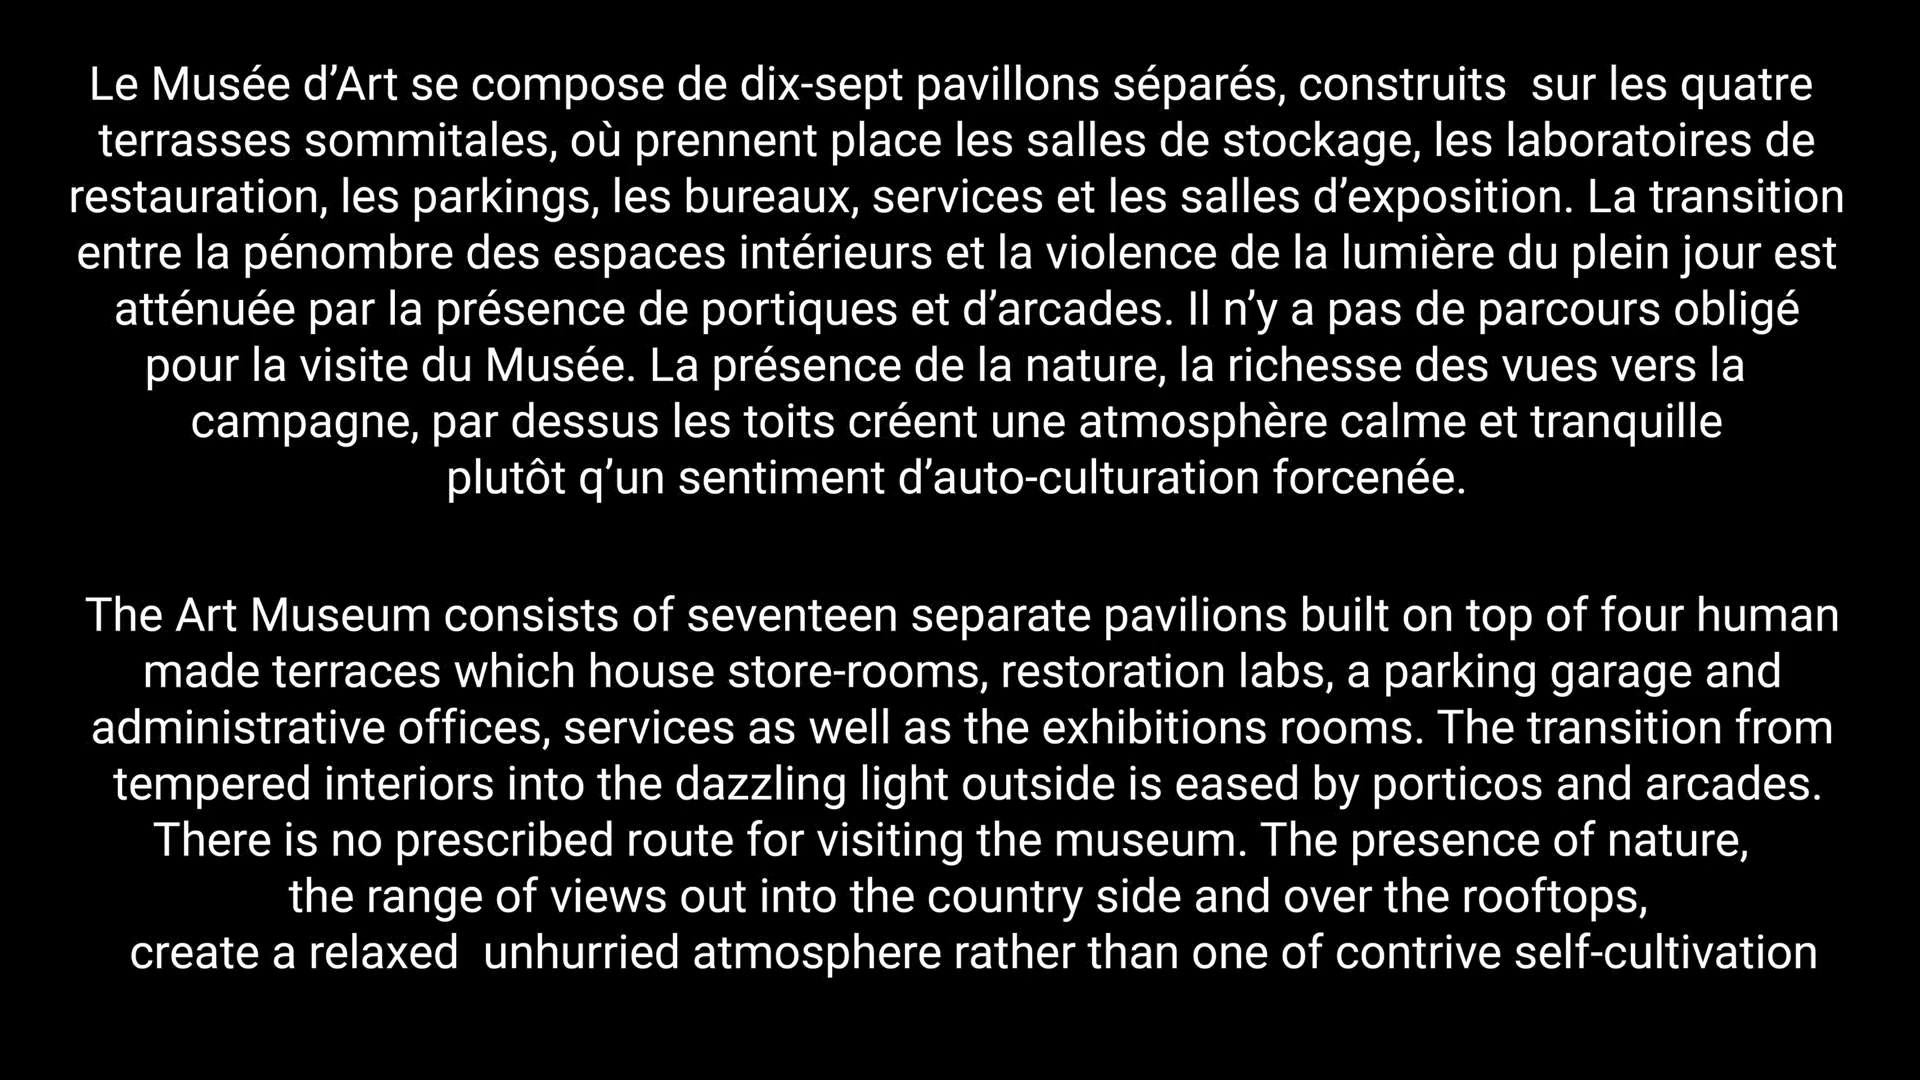 Le Musée d’Art se compose de dix-sept pavillons séparés, construits  sur les quatre
terrasses sommitales, où prennent place les salles de stockage, les laboratoires de
restauration, les parkings, les bureaux, services et les salles d’exposition. La transition
entre la pénombre des espaces intérieurs et la violence de la lumière du plein jour est
atténuée par la présence de portiques et d’arcades. Il n’y a pas de parcours obligé
pour la visite du Musée. La présence de la nature, la richesse des vues vers la
campagne, par dessus les toits créent une atmosphère calme et tranquille
plutôt q’un sentiment d’auto-culturation forcenée.
The Art Museum consists of seventeen separate pavilions built on top of four human
made terraces which house store-rooms, restoration labs, a parking garage and
administrative offices, services as well as the exhibitions rooms. The transition from
tempered interiors into the dazzling light outside is eased by porticos and arcades.
There is no prescribed route for visiting the museum. The presence of nature,
the range of views out into the country side and over the rooftops,
create a relaxed  unhurried atmosphere rather than one of contrive self-cultivation